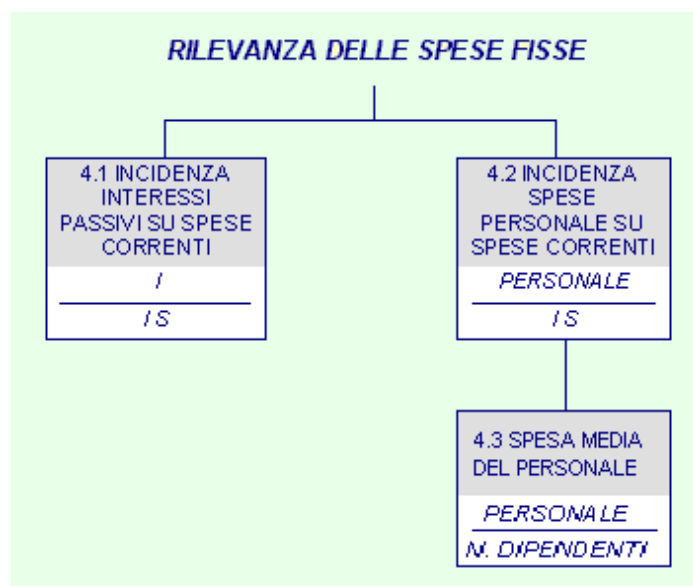 RILEVANZA DELLE SPESE FISSE
4.1 INCIDENZA
INTERESSI
PASSIVI SU SPESE
CORRENTI
I
I S
4.2 INCIDENZA
SPESE
PERSONALE SU
SPESE CORRENTI
PERSONALE
I S
4.3 SPESA MEDIA
DEL PERSONALE
PERSONALE
N. DIPENDENTI